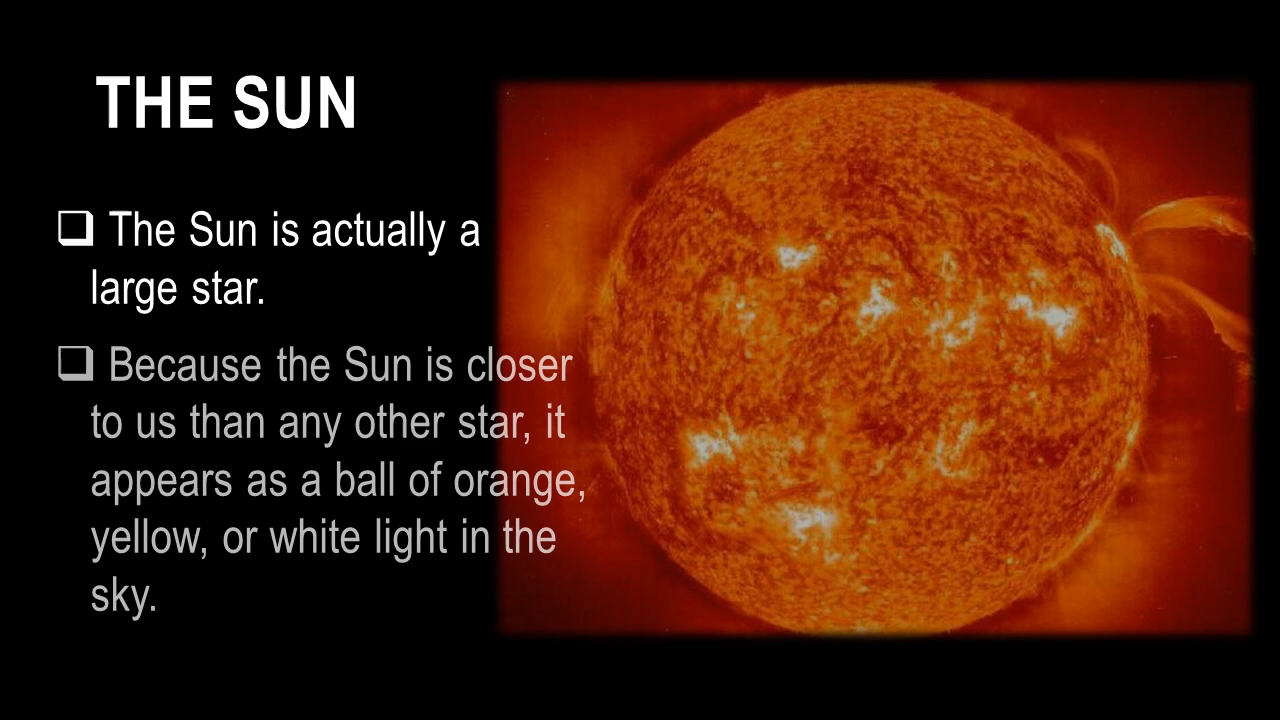 THE SUN
❑ The Sun is actually a
large star.
❑ Because the Sun is closer
to us than any other star, it
appears as a ball of orange,
yellow, or white light in the
sky.